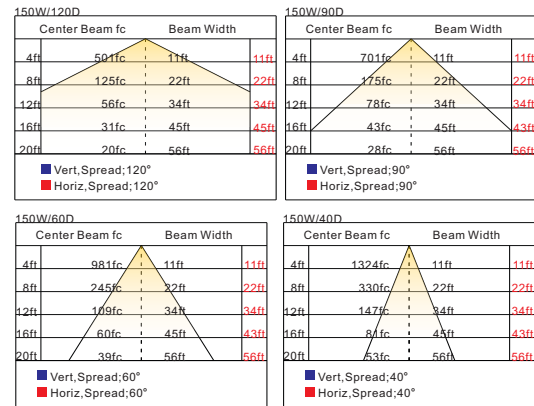 150W/120D
Center Beam fc Beam Width
4ft 501fc 11ft 11ft
8ft 125fc 22ft 22ft
12ft 56fc 34ft 34ft
16ft 31fc 45ft 45ft
20ft 20fc 56ft 56ft
Vert,Spread;120°
Horiz,Spread;120°
150W/90D
Center Beam fc Beam Width
4ft 701fc 11ft 11ft
8ft 175fc 22ft 22ft
12ft 78fc 34ft 34ft
16ft 43fc 45ft 43ft
20ft 28fc 56ft 56ft
Vert,Spread;90°
Horiz,Spread;90°
150W/60D
Center Beam fc Beam Width
4ft 981fc 11ft 11ft
8ft 245fc 22ft 22ft
12ft 109fc 34ft 34ft
16ft 60fc 45ft 43ft
20ft 39fc 56ft 56ft
Vert,Spread;60°
Horiz,Spread;60°
150W/40D
Center Beam fc Beam Width
4ft 1324fc 11ft 11ft
8ft 330fc 22ft 22ft
12ft 147fc 34ft 34ft
16ft 81fc 45ft 43ft
20ft 53fc 56ft 56ft
Vert,Spread;40°
Horiz,Spread;40°